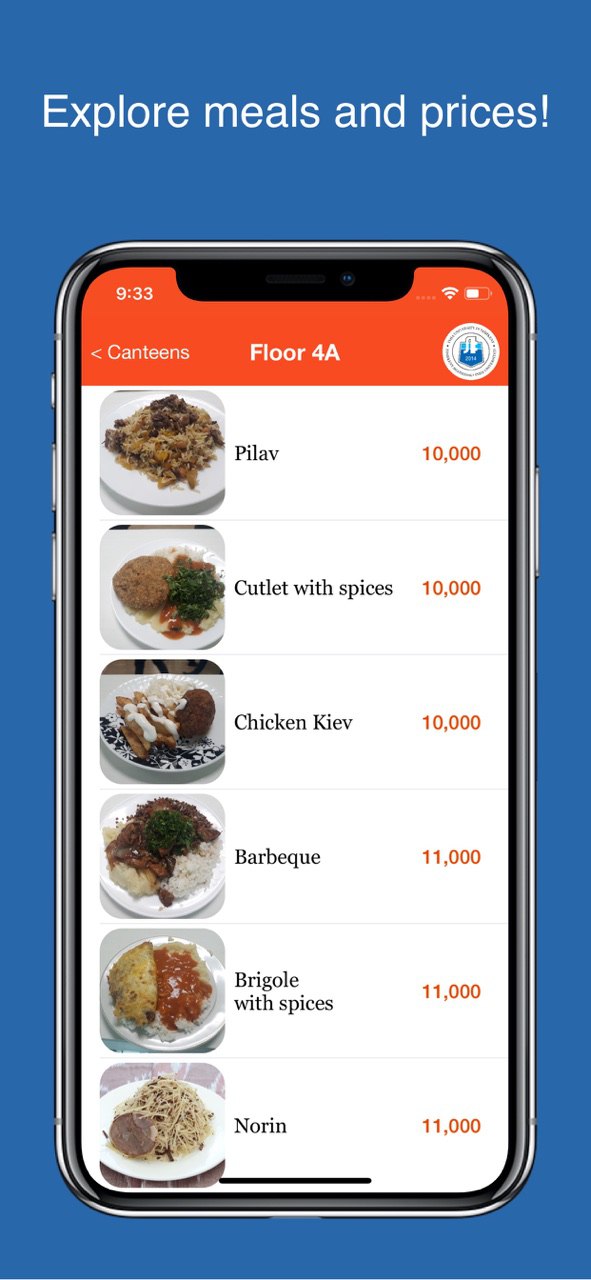 Explore meals and prices!
9:33
< Canteens
Floor 4A
2014
Pilav
10,000
Cutlet with spices
10,000
Chicken Kiev
10,000
Barbeque
11,000
Brigole
with spices
11,000
Norin
11,000